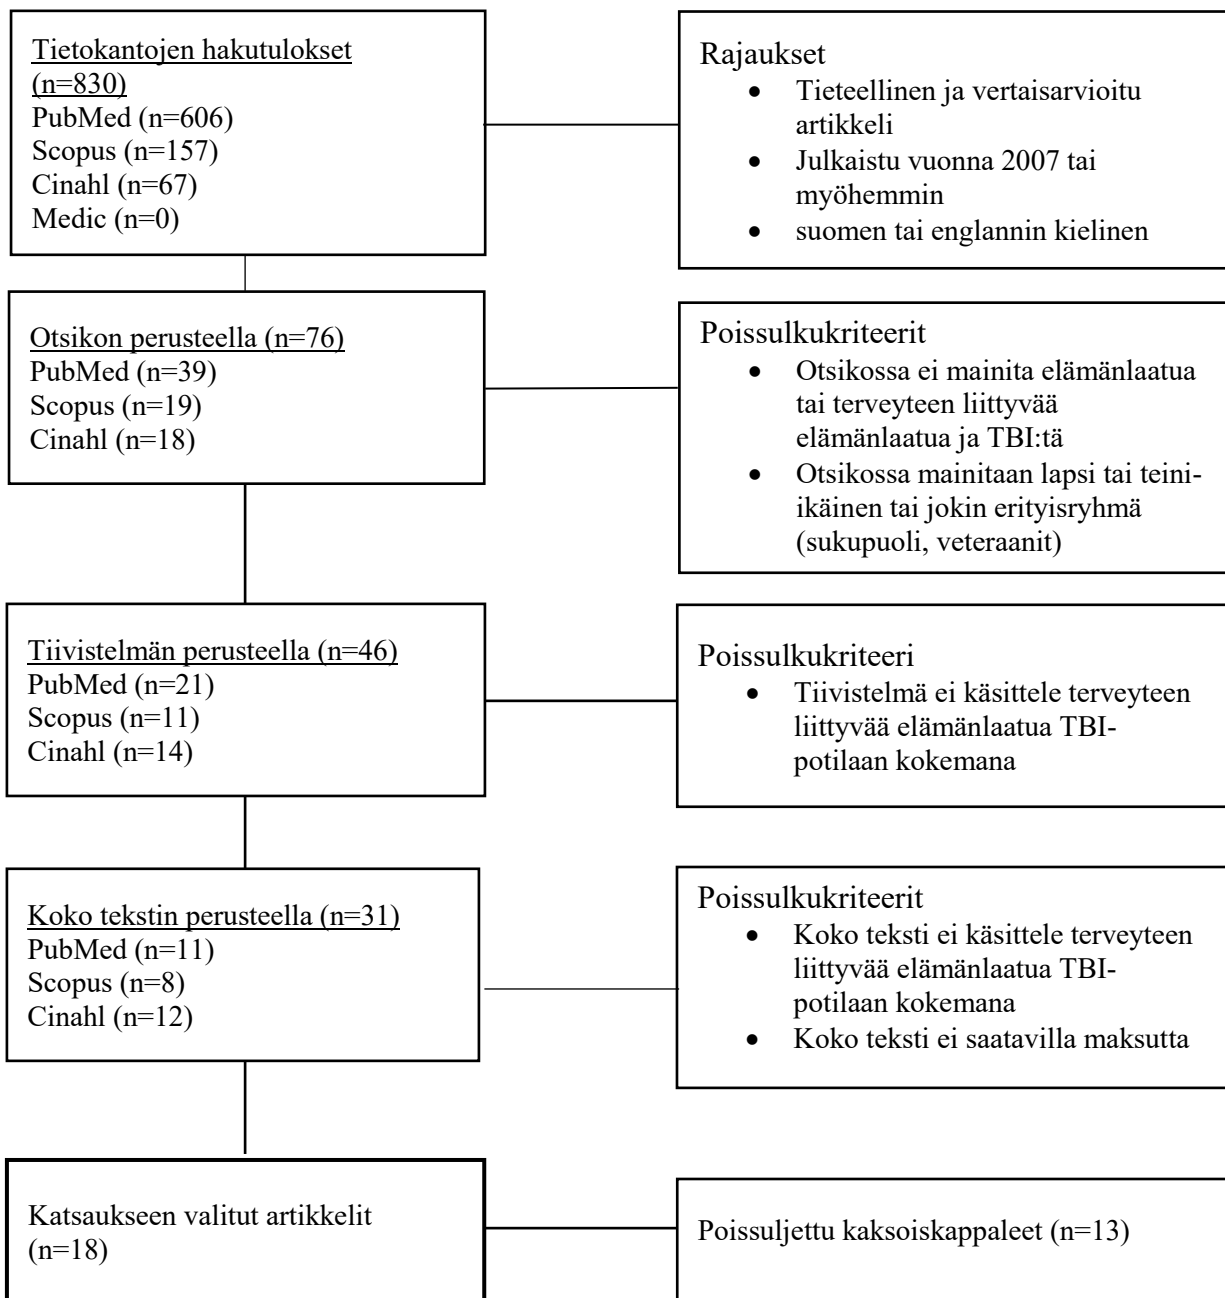 Tietokantojen hakutulokset
(n=830)
PubMed (n=606)
Scopus (n=157)
Cinahl (n=67)
Medic (n=0)
Rajaukset
• Tieteellinen ja vertaisarvioitu
artikkeli
• Julkaistu vuonna 2007 tai
myöhemmin
• suomen tai englannin kielinen
Otsikon perusteella (n=76)
PubMed (n=39)
Scopus (n=19)
Cinahl (n=18)
Poissulkukriteerit
• Otsikossa ei mainita elämänlaatua
tai terveyteen liittyvää
elämänlaatua ja TBI:tä
• Otsikossa mainitaan lapsi tai teini-
ikäinen tai jokin erityisryhmä
(sukupuoli, veteraanit)
Tiivistelmän perusteella (n=46)
PubMed (n=21)
Scopus (n=11)
Cinahl (n=14)
Poissulkukriteeri
• Tiivistelmä ei käsittele terveyteen
liittyvää elämänlaatua TBI-
potilaan kokemana
Koko tekstin perusteella (n=31)
PubMed (n=11)
Scopus (n=8)
Cinahl (n=12)
Poissulkukriteerit
• Koko teksti ei käsittele terveyteen
liittyvää elämänlaatua TBI-
potilaan kokemana
• Koko teksti ei saatavilla maksutta
Katsaukseen valitut artikkelit
(n=18)
Poissuljettu kaksoiskappaleet (n=13)